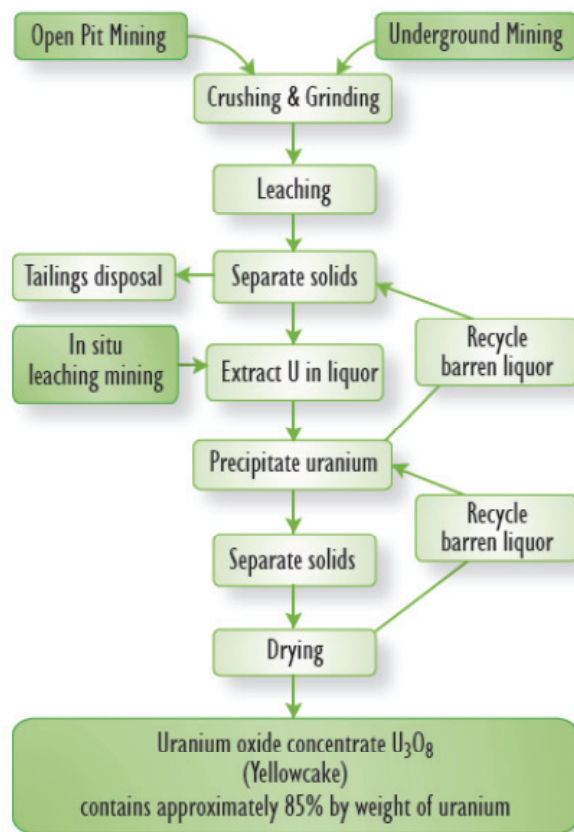 Open Pit Mining
Underground Mining
Crushing & Grinding
Leaching
Tailings disposal
Separate solids
In situ
leaching mining
Extract U in liquor
Recycle
barren liquor
Precipitate uranium
Recycle
barren liquor
Separate solids
Drying
Uranium oxide concentrate U₃O₈
(Yellowcake)
contains approximately 85% by weight of uranium